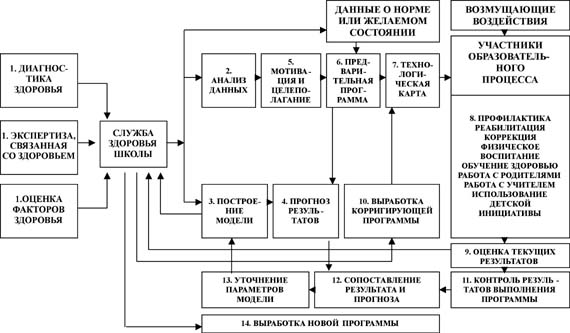 ДАННЫЕ О НОРМЕ
ИЛИ ЖЕЛАЕМОМ
СОСТОЯНИИ
ВОЗМУЩАЮЩИЕ
ВОЗДЕЙСТВИЯ
1. ДИАГНОС-
ТИКА
ЗДОРОВЬЯ
1. ЭКСПЕРТИЗА,
СВЯЗАННАЯ
СО ЗДОРОВЬЕМ
1.ОЦЕНКА
ФАКТОРОВ
ЗДОРОВЬЯ
СЛУЖБА
ЗДОРОВЬЯ
ШКОЛЫ
2.
АНАЛИЗ
ДАННЫХ
5.
МОТИВА-
ЦИЯ И
ЦЕЛЕПО-
ЛАГАНИЕ
6. ПРЕД-
ВАРИ-
ТЕЛЬНАЯ
ПРОГ-
РАММА
7. ТЕХНО-
ЛОГИ-
ЧЕСКАЯ
КАРТА
УЧАСТНИКИ
ОБРАЗОВАТЕЛЬ-
НОГО
ПРОЦЕССА
3. ПОСТРОЕ-
НИЕ
МОДЕЛИ
4. ПРОГНОЗ
РЕЗУЛЬ-
ТАТОВ
10. ВЫРАБОТКА
КОРРИГИРУЮЩЕЙ
ПРОГРАММЫ
8. ПРОФИЛАКТИКА
РЕАБИЛИТАЦИЯ
КОРРЕКЦИЯ
ФИЗИЧЕСКОЕ
ВОСПИТАНИЕ
ОБУЧЕНИЕ ЗДОРОВЬЮ
РАБОТА С РОДИТЕЛЯМИ
РАБОТА С УЧИТЕЛЕМ
ИСПОЛЬЗОВАНИЕ
ДЕТСКОЙ
ИНИЦИАТИВЫ
9. ОЦЕНКА ТЕКУЩИХ
РЕЗУЛЬТАТОВ
13. УТОЧНЕНИЕ
ПАРАМЕТРОВ
МОДЕЛИ
12. СОПОСТАВЛЕНИЕ
РЕЗУЛЬТАТА И
ПРОГНОЗА
11. КОНТРОЛЬ РЕЗУЛЬ -
ТАТОВ ВЫПОЛНЕНИЯ
ПРОГРАММЫ
14. ВЫРАБОТКА НОВОЙ ПРОГРАММЫ